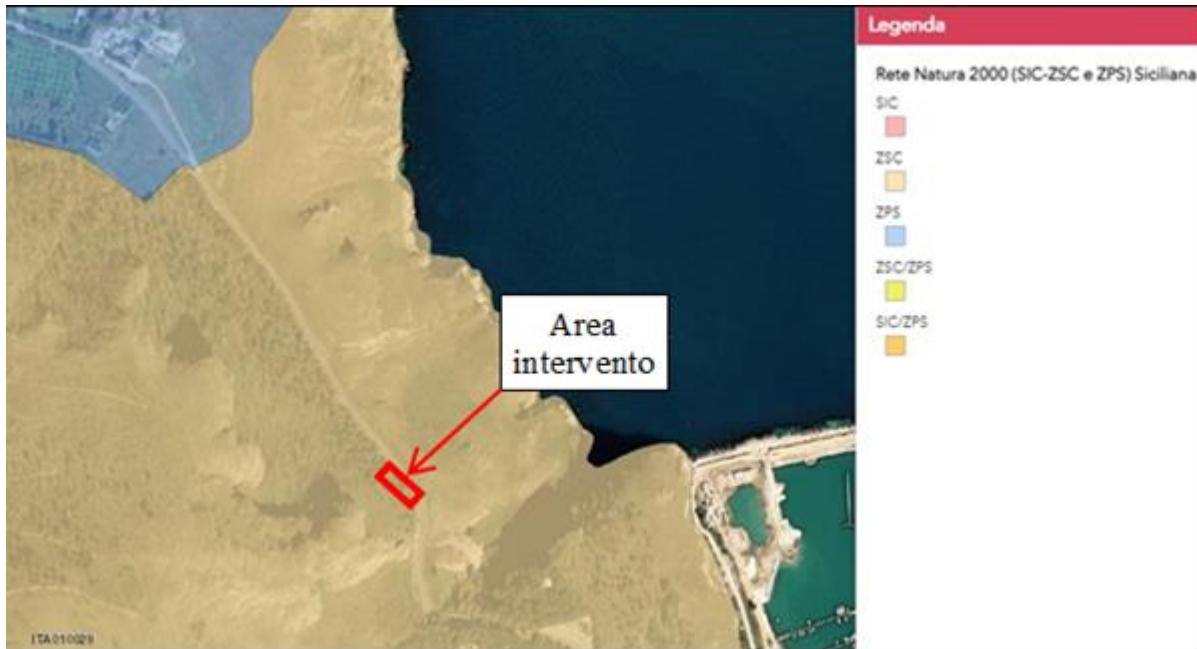 Legenda
Rete Natura 2000 (SIC-ZSC e ZPS) Siciliana
SIC
ZSC
ZPS
ZSC/ZPS
SIC/ZPS
Area
intervento
ITA010029